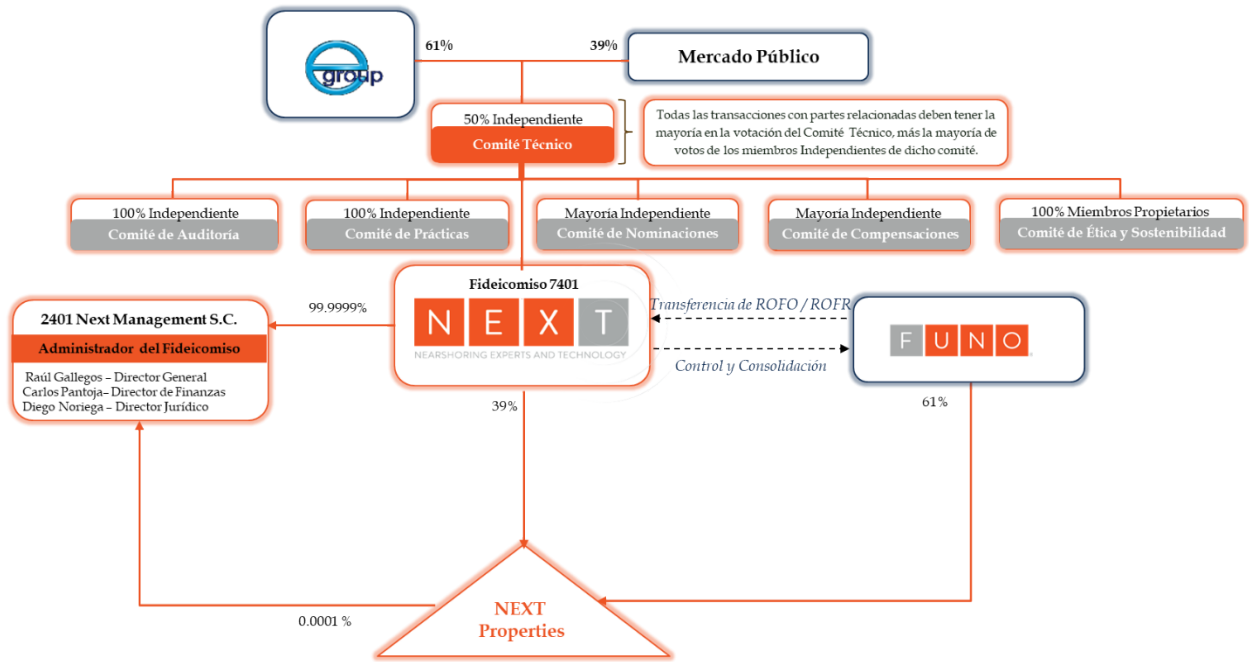 e
group
61%
39%
Mercado Público
50% Independiente
Comité Técnico
Todas las transacciones con partes relacionadas deben tener la
mayoría en la votación del Comité Técnico, más la mayoría de
votos de los miembros Independientes de dicho comité.
100% Independiente
Comité de Auditoría
100% Independiente
Comité de Prácticas
Mayoría Independiente
Comité de Nominaciones
Mayoría Independiente
Comité de Compensaciones
100% Miembros Propietarios
Comité de Ética y Sostenibilidad
Fideicomiso 7401
NEXT
NEARSHORING EXPERTS AND TECHNOLOGY
99.9999%
2401 Next Management S.C.
Administrador del Fideicomiso
Raúl Gallegos – Director General
Carlos Pantoja– Director de Finanzas
Diego Noriega – Director Jurídico
Transferencia de ROFO / ROFR
Control y Consolidación
FUNO
39%
61%
NEXT
Properties
0.0001 %